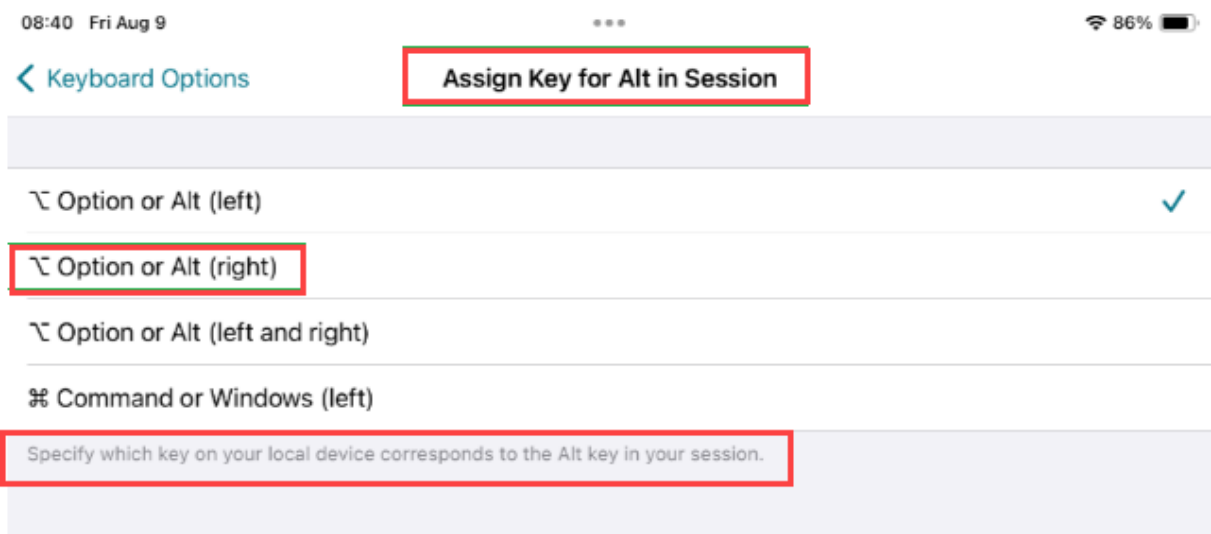 08:40 Fri Aug 9
86%
Keyboard Options
Assign Key for Alt in Session
⌥ Option or Alt (left)
⌥ Option or Alt (right)
⌥ Option or Alt (left and right)
⌘ Command or Windows (left)
Specify which key on your local device corresponds to the Alt key in your session.